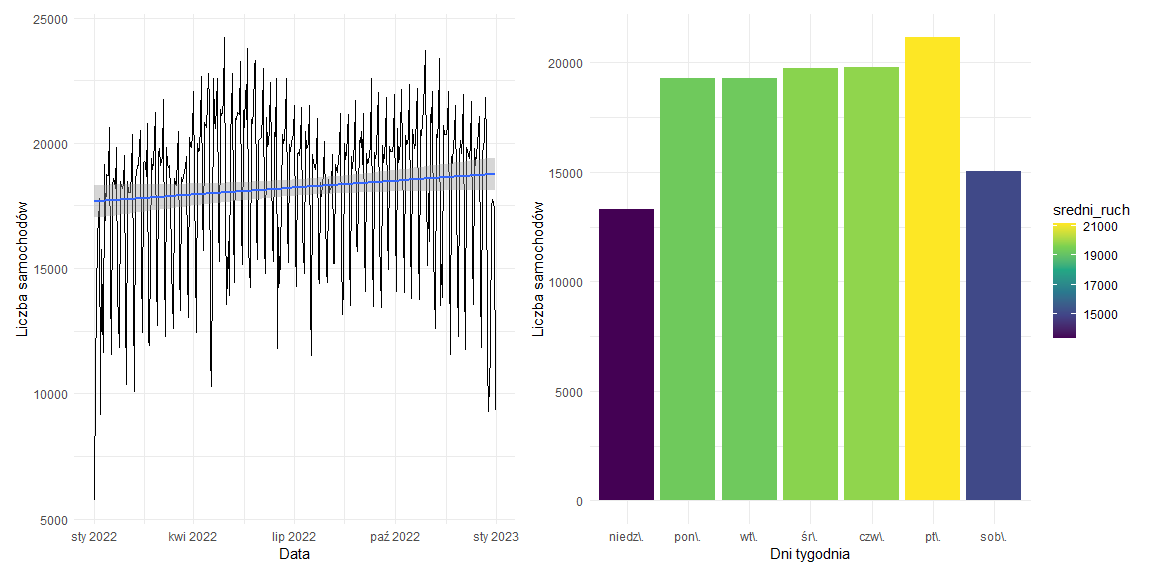 25000
20000
15000
10000
5000
Liczba samochodów
sty 2022
kwi 2022
lip 2022
paź 2022
sty 2023
Data
20000
15000
10000
5000
0
Liczba samochodów
niedz\.
pon\.
wt\.
śr\.
czw\.
pt\.
sob\.
Dni tygodnia
sredni_ruch
21000
19000
17000
15000